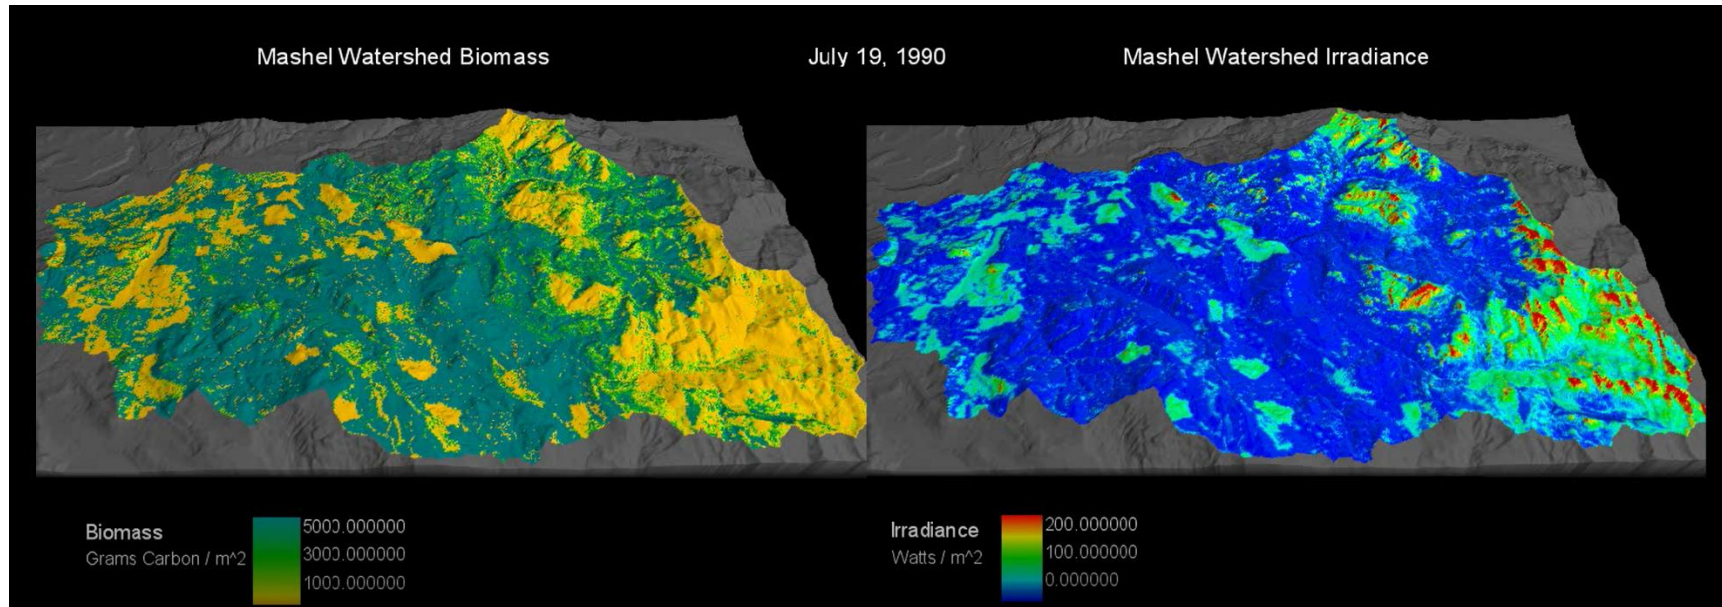 Mashel Watershed Biomass
July 19, 1990
Mashel Watershed Irradiance
Biomass
Grams Carbon / m^2
5000.000000
3000.000000
1000.000000
Irradiance
Watts / m^2
200.000000
100.000000
0.000000